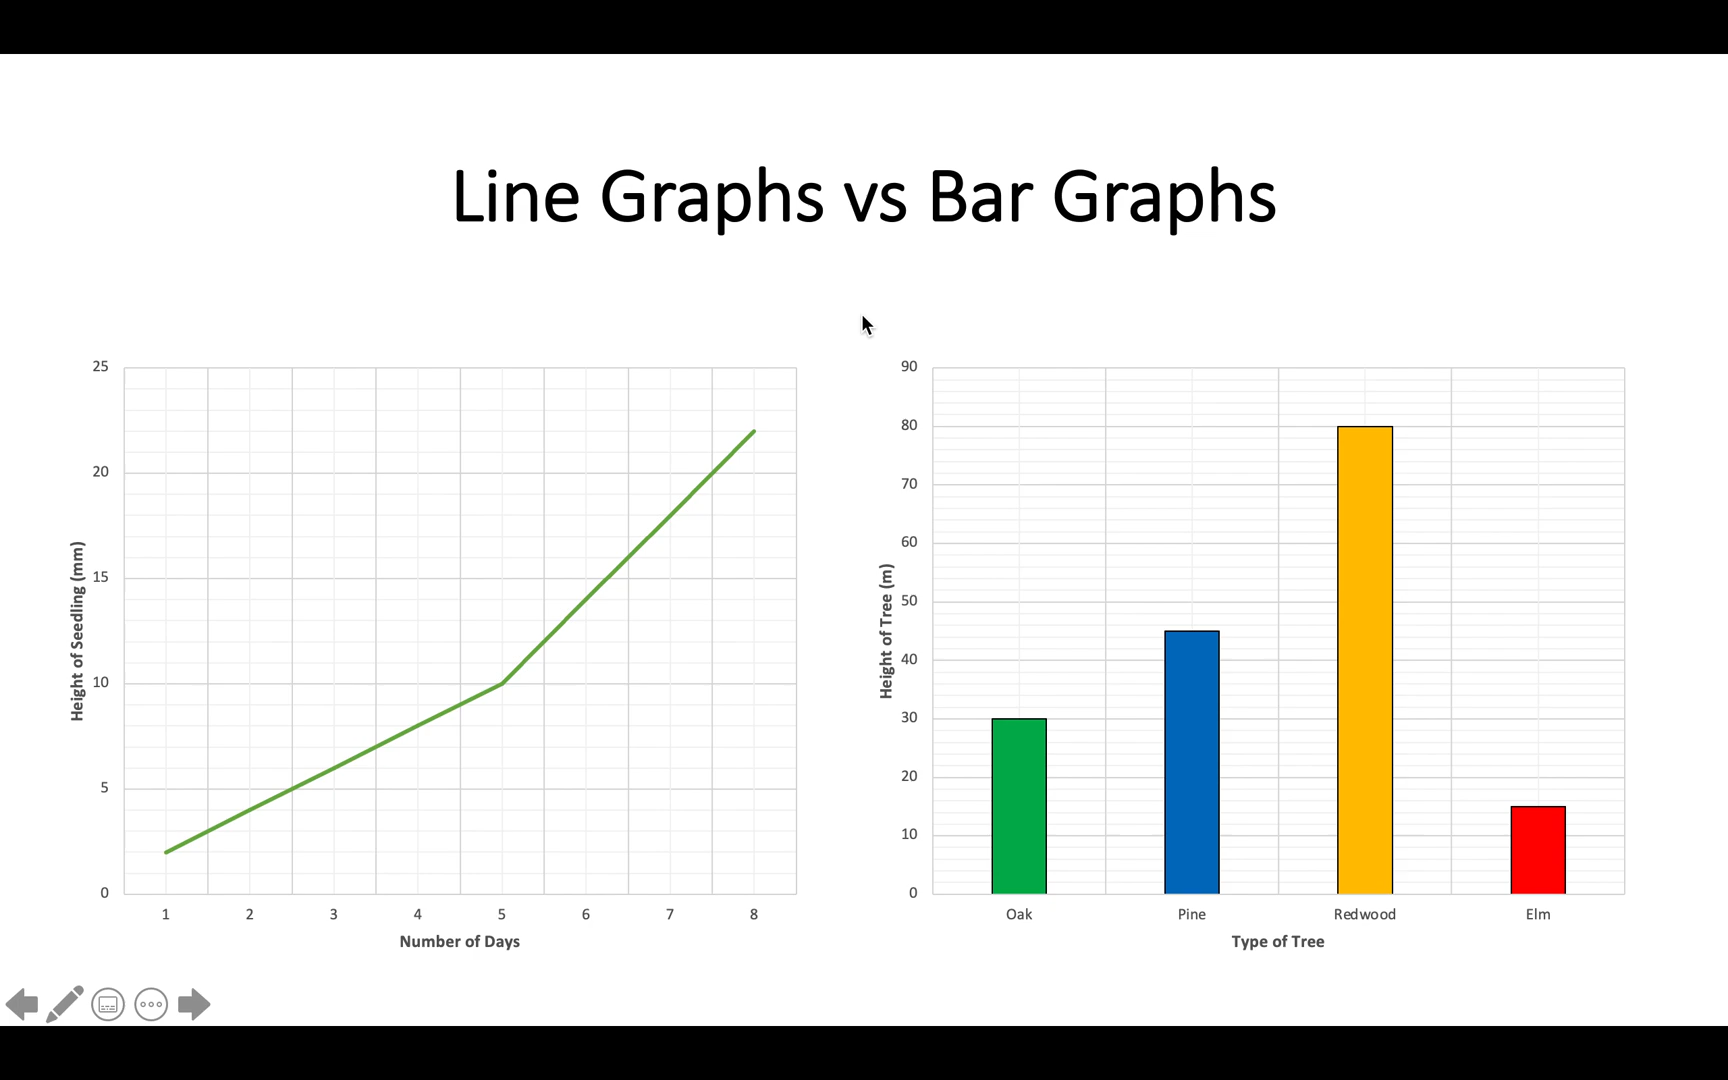 Line Graphs vs Bar Graphs
25
20
15
10
5
0
Height of Seedling (mm)
1 2 3 4 5 6 7 8
Number of Days
90
80
70
60
50
40
30
20
10
0
Height of Tree (m)
Oak Pine Redwood Elm
Type of Tree